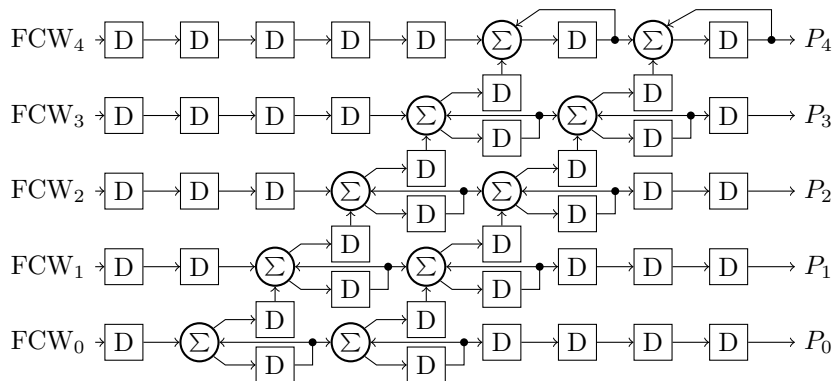 FCW₄ D D D D D Σ D Σ D P₄
D D
FCW₃ D D D D Σ Σ D P₃
D D
D D
FCW₂ D D D Σ Σ D D P₂
D D
D D
FCW₁ D D Σ Σ D D D P₁
D D
D D
FCW₀ D Σ Σ D D D D P₀
D D